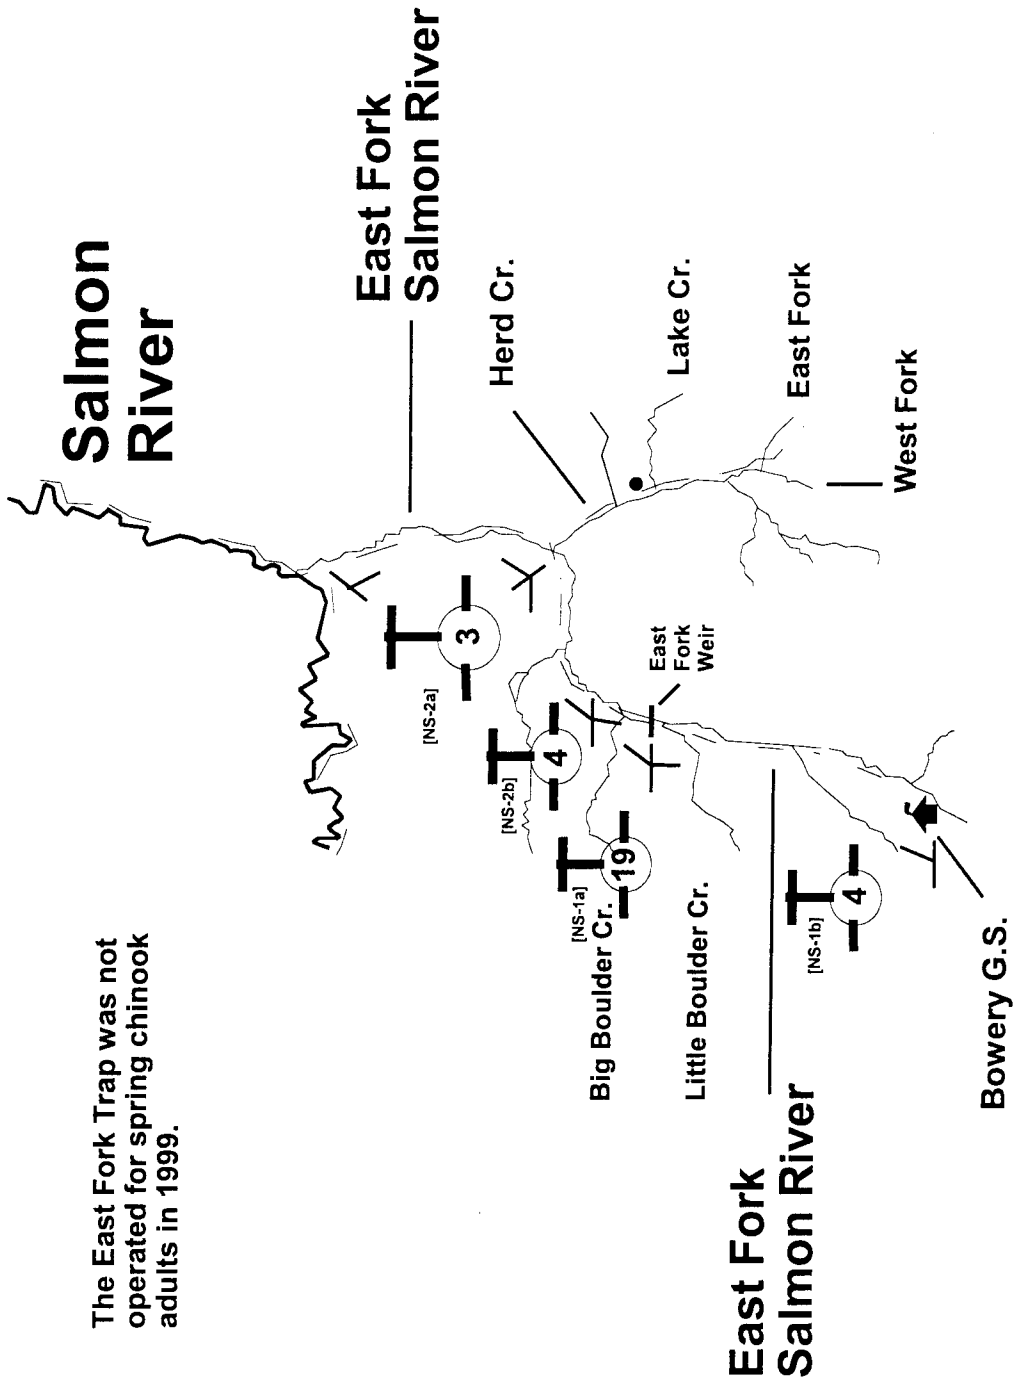 The East Fork Trap was not
operated for spring chinook
adults in 1999.
Salmon
River
East Fork
Salmon River
Herd Cr.
Lake Cr.
East Fork
West Fork
3
[NS-2a]
4
[NS-2b]
East
Fork
Weir
19
[NS-1a]
Big Boulder Cr.
Little Boulder Cr.
4
[NS-1b]
East Fork
Salmon River
Bowery G.S.